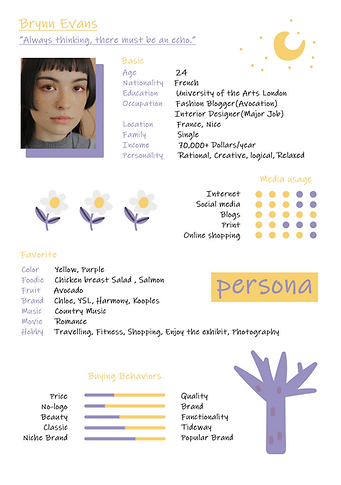 Brynn Evans
"Always thinking, there must be an echo."
Basic
Age 24
Nationality French
Education University of the Arts London
Occupation Fashion Blogger(Avocation)
Interior Designer(Major Job)
Location France, Nice
Family Single
Income 70,000+ Dollars/year
Personality Rational, Creative, logical, Relaxed
Media usage
Internet
Social media
Blogs
Print
Online shopping
Favorite
Color Yellow, Purple
Foodie Chicken breast Salad , Salmon
Fruit Avocado
Brand Chloe, YSL, Harmony, Kooples
Music Country Music
Movie Romance
Hobby Travelling, Fitness, Shopping, Enjoy the exhibit, Photography
persona
Buying Behaviors
Price Quality
No-logo Brand
Beauty Functionality
Classic Tideway
Niche Brand Popular Brand